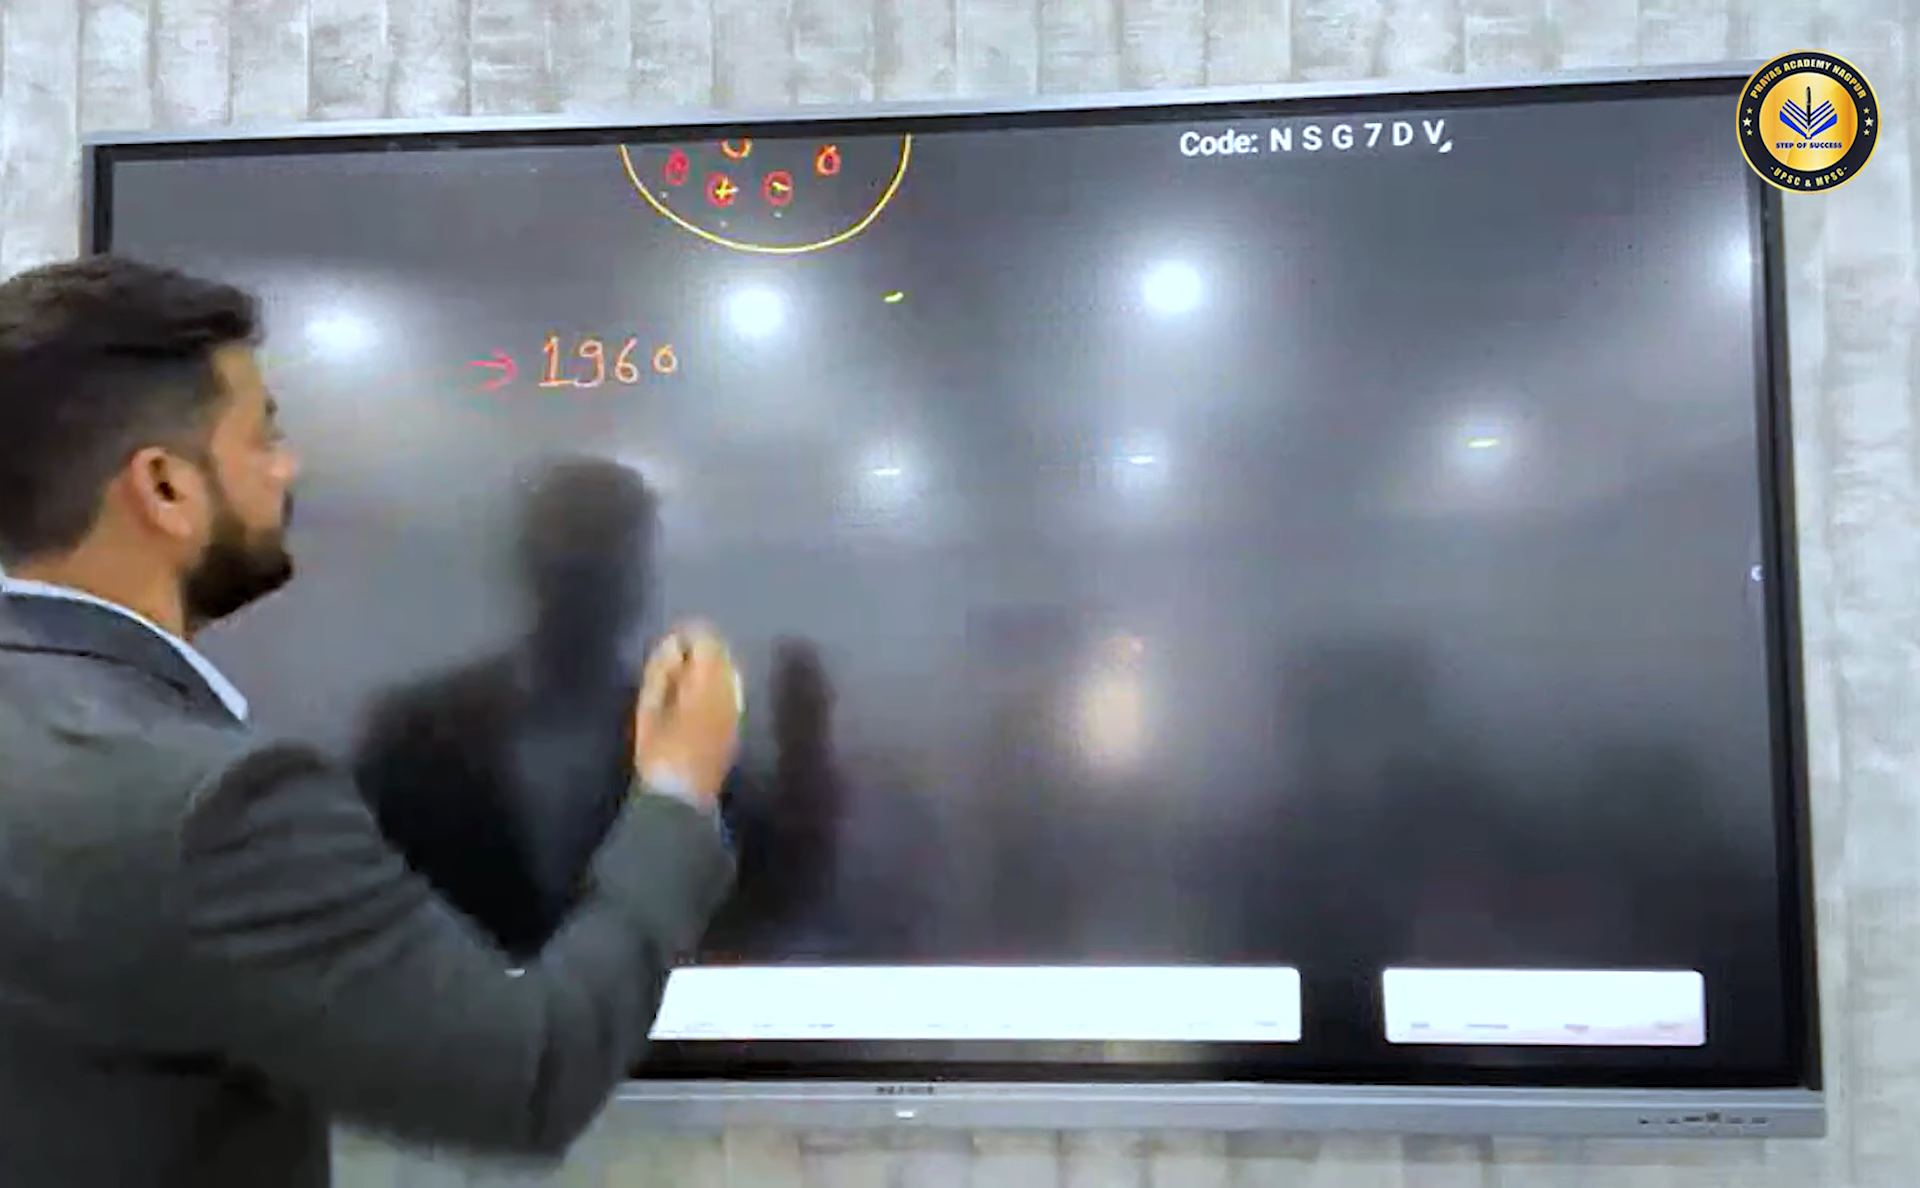 Code: N S G 7 D V
PRAYAS ACADEMY NAGPUR
STEP OF SUCCESS
-UPSC & MPSC-
→ 1960